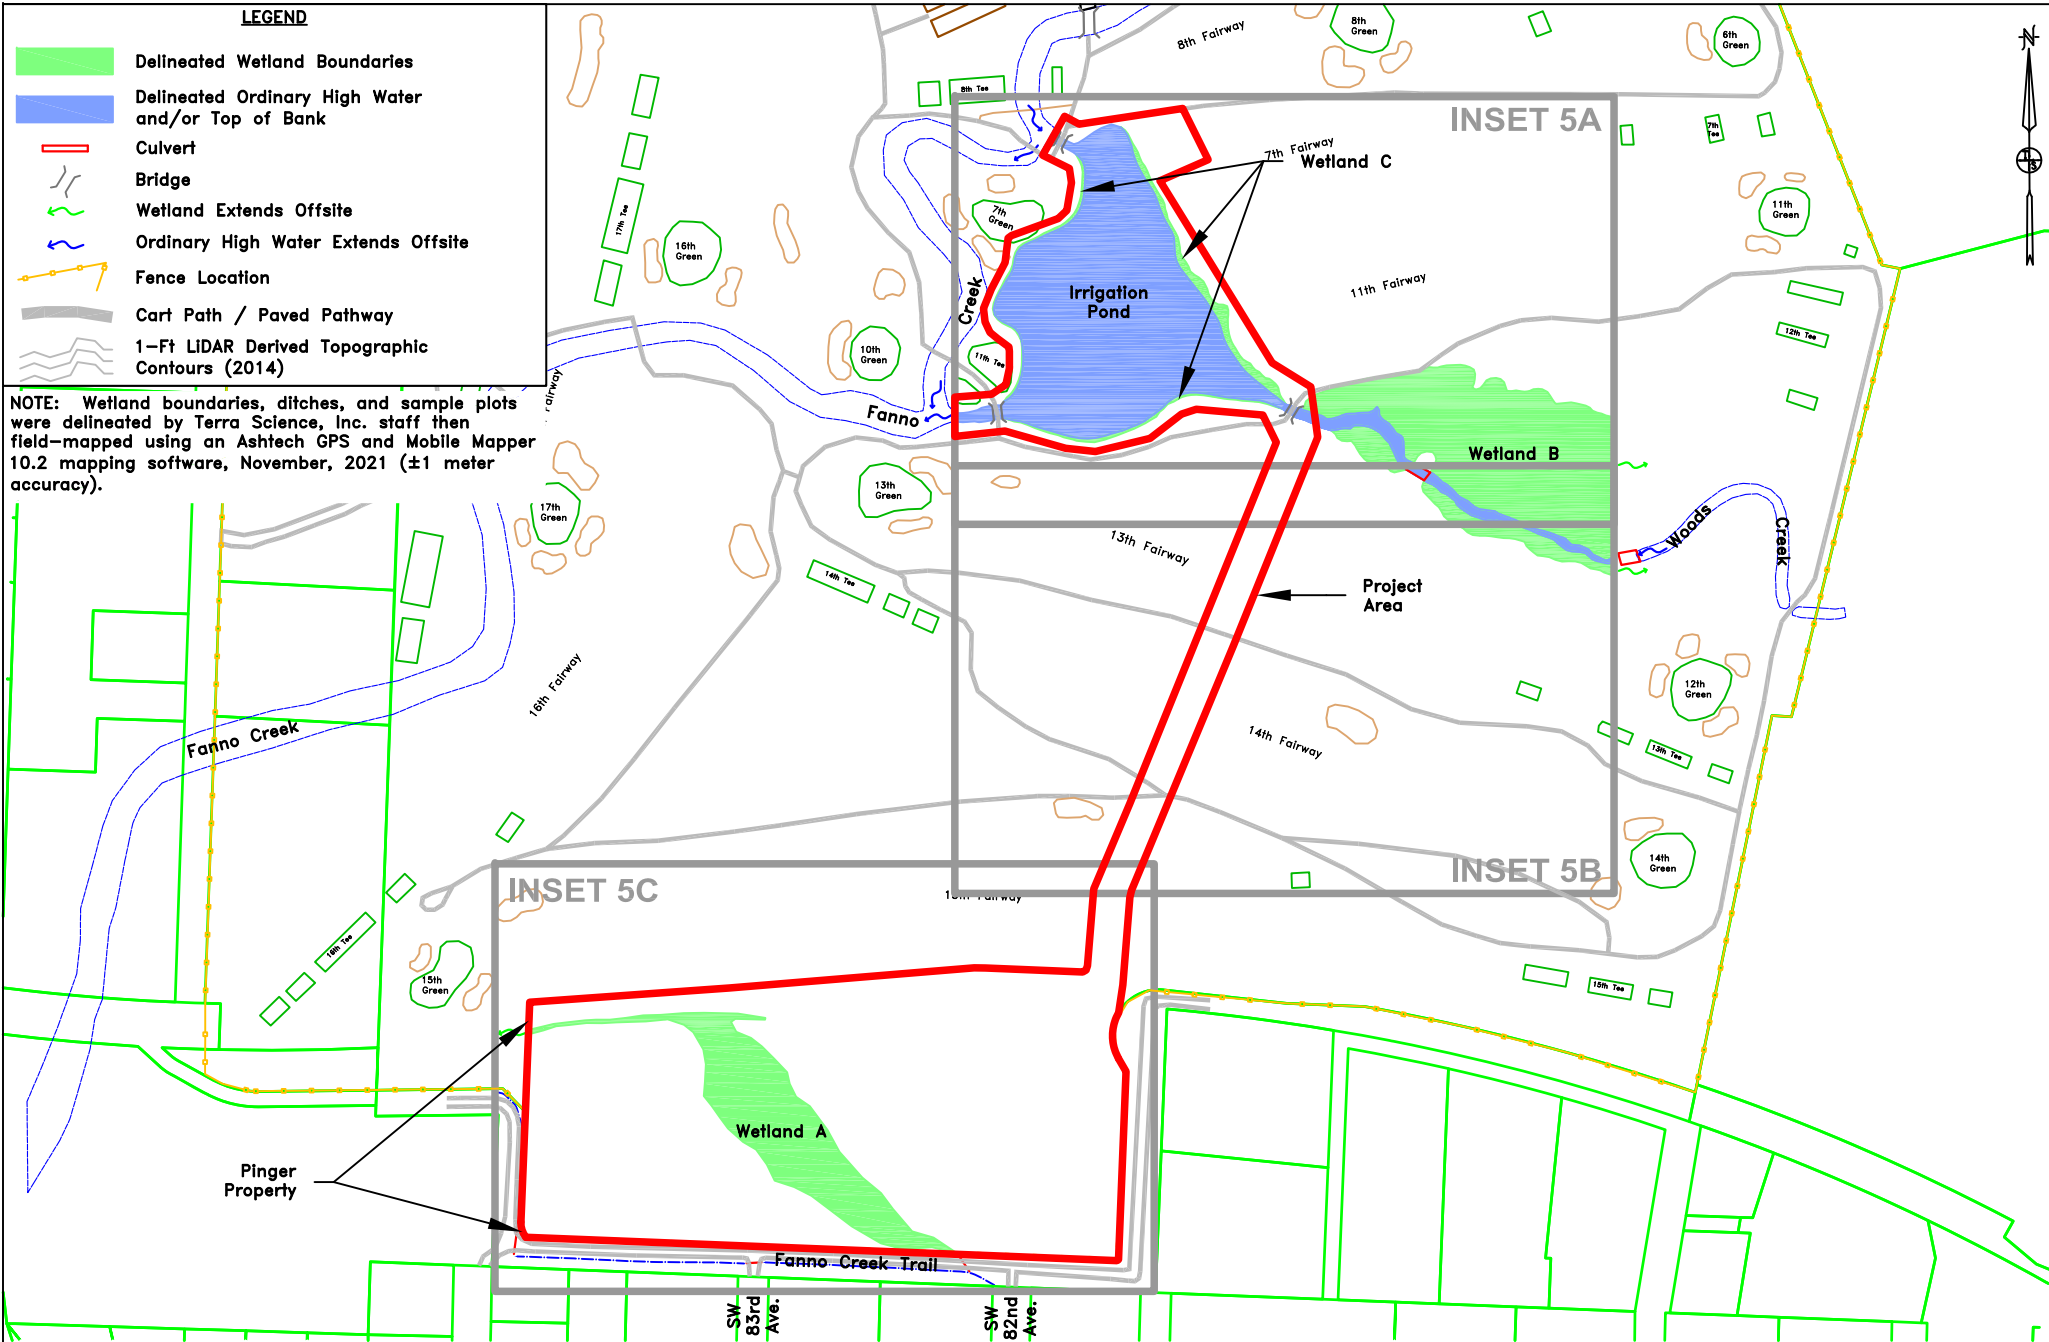 LEGEND
Delineated Wetland Boundaries
Delineated Ordinary High Water
and/or Top of Bank
Culvert
Bridge
Wetland Extends Offsite
Ordinary High Water Extends Offsite
Fence Location
Cart Path / Paved Pathway
1-Ft LiDAR Derived Topographic
Contours (2014)
NOTE: Wetland boundaries, ditches, and sample plots
were delineated by Terra Science, Inc. staff then
field-mapped using an Ashtech GPS and Mobile Mapper
10.2 mapping software, November, 2021 (±1 meter
accuracy).
8th Fairway
8th
Green
6th
Green
N
8th Tee
INSET 5A
7th
Tee
7th Fairway
Wetland C
17th Tee
16th
Green
7th
Green
11th
Green
Irrigation
Pond
11th Fairway
Creek
12th Tee
10th
Green
11th Tee
Fairway
Fanno
Wetland B
13th
Green
17th
Green
Woods
Creek
13th Fairway
14th Tee
Project
Area
16th Fairway
12th
Green
Fanno Creek
14th Fairway
13th Tee
14th
Green
INSET 5B
INSET 5C
Fairway
16th Tee
15th
Green
15th Tee
Wetland A
Pinger
Property
Fanno Creek Trail
SW
83rd
Ave.
SW
82nd
Ave.